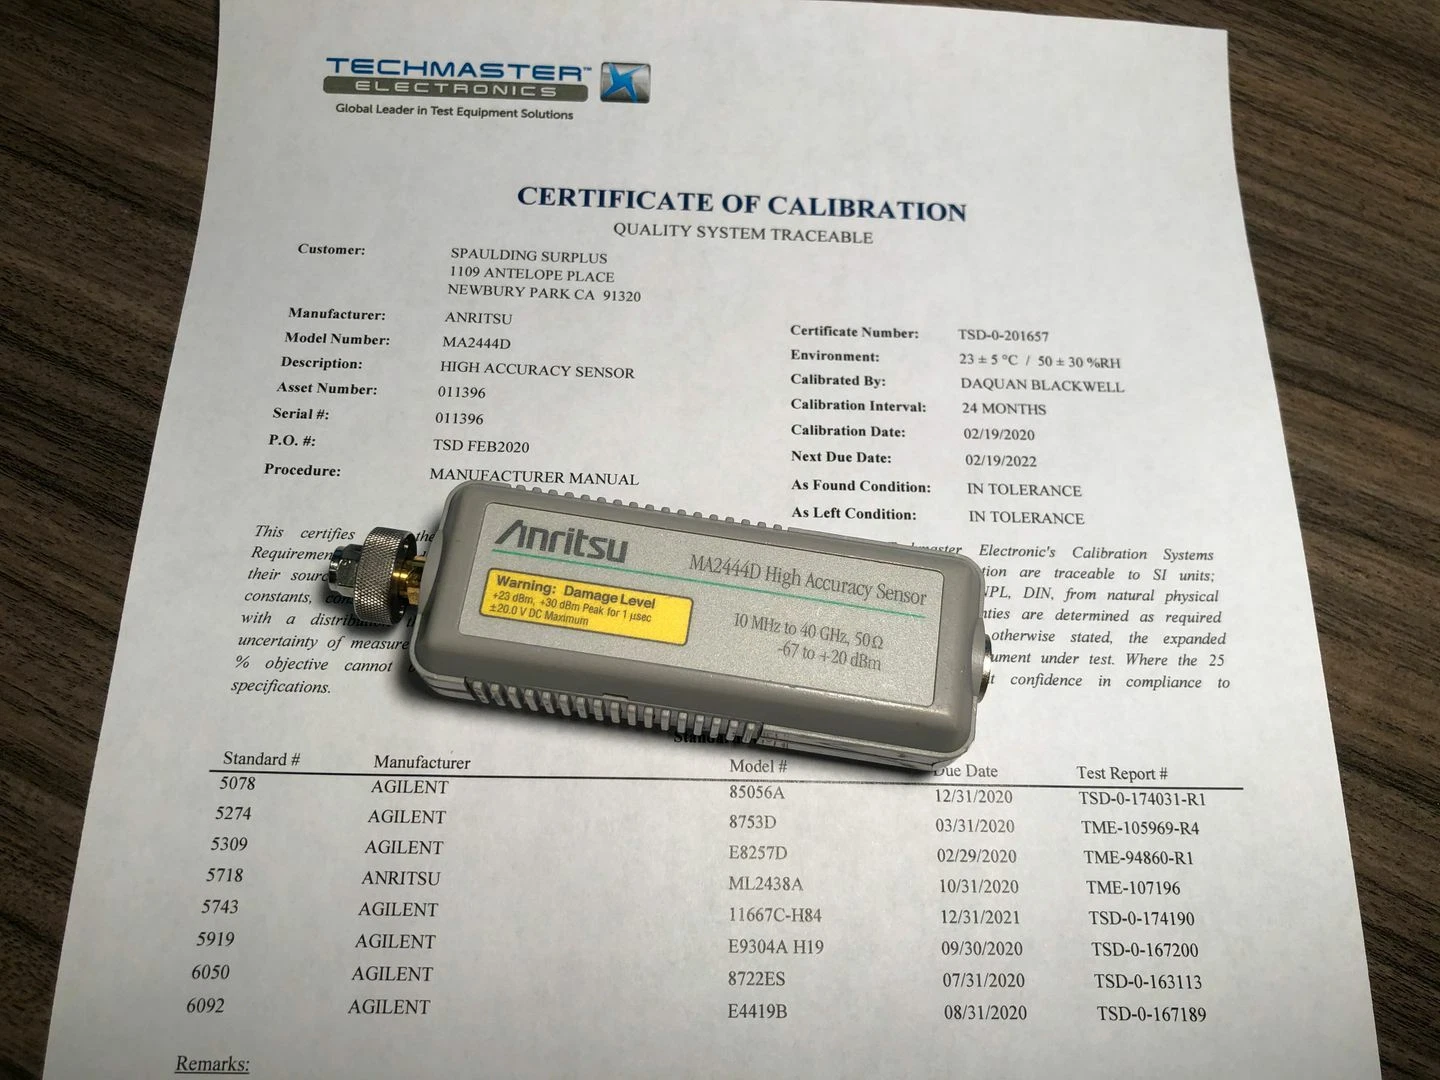 TECHMASTER™
ELECTRONICS
Global Leader in Test Equipment Solutions
CERTIFICATE OF CALIBRATION
QUALITY SYSTEM TRACEABLE
Customer: SPAULDING SURPLUS
1109 ANTELOPE PLACE
NEWBURY PARK CA 91320
Manufacturer: ANRITSU
Model Number: MA2444D
Description: HIGH ACCURACY SENSOR
Asset Number: 011396
Serial #: 011396
P.O. #: TSD FEB2020
Procedure: MANUFACTURER MANUAL
Certificate Number: TSD-0-201657
Environment: 23 ± 5 °C / 50 ± 30 %RH
Calibrated By: DAQUAN BLACKWELL
Calibration Interval: 24 MONTHS
Calibration Date: 02/19/2020
Next Due Date: 02/19/2022
As Found Condition: IN TOLERANCE
As Left Condition: IN TOLERANCE
This certifies the Electronic's Calibration Systems
are traceable to SI units;
their NPL, DIN, from natural physical
constants, are determined as required
with a otherwise stated, the expanded
uncertainty of under test. Where the 25
% objective cannot confidence in compliance to
specifications.
Anritsu
MA2444D High Accuracy Sensor
Warning: Damage Level
+23 dBm, +30 dBm Peak for 1 µsec
±20.0 V DC Maximum
10 MHz to 40 GHz, 50Ω
-67 to +20 dBm
Standard # Manufacturer Model # Due Date Test Report #
5078 AGILENT 85056A 12/31/2020 TSD-0-174031-R1
5274 AGILENT 8753D 03/31/2020 TME-105969-R4
5309 AGILENT E8257D 02/29/2020 TME-94860-R1
5718 ANRITSU ML2438A 10/31/2020 TME-107196
5743 AGILENT 11667C-H84 12/31/2021 TSD-0-174190
5919 AGILENT E9304A H19 09/30/2020 TSD-0-167200
6050 AGILENT 8722ES 07/31/2020 TSD-0-163113
6092 AGILENT E4419B 08/31/2020 TSD-0-167189
Remarks: